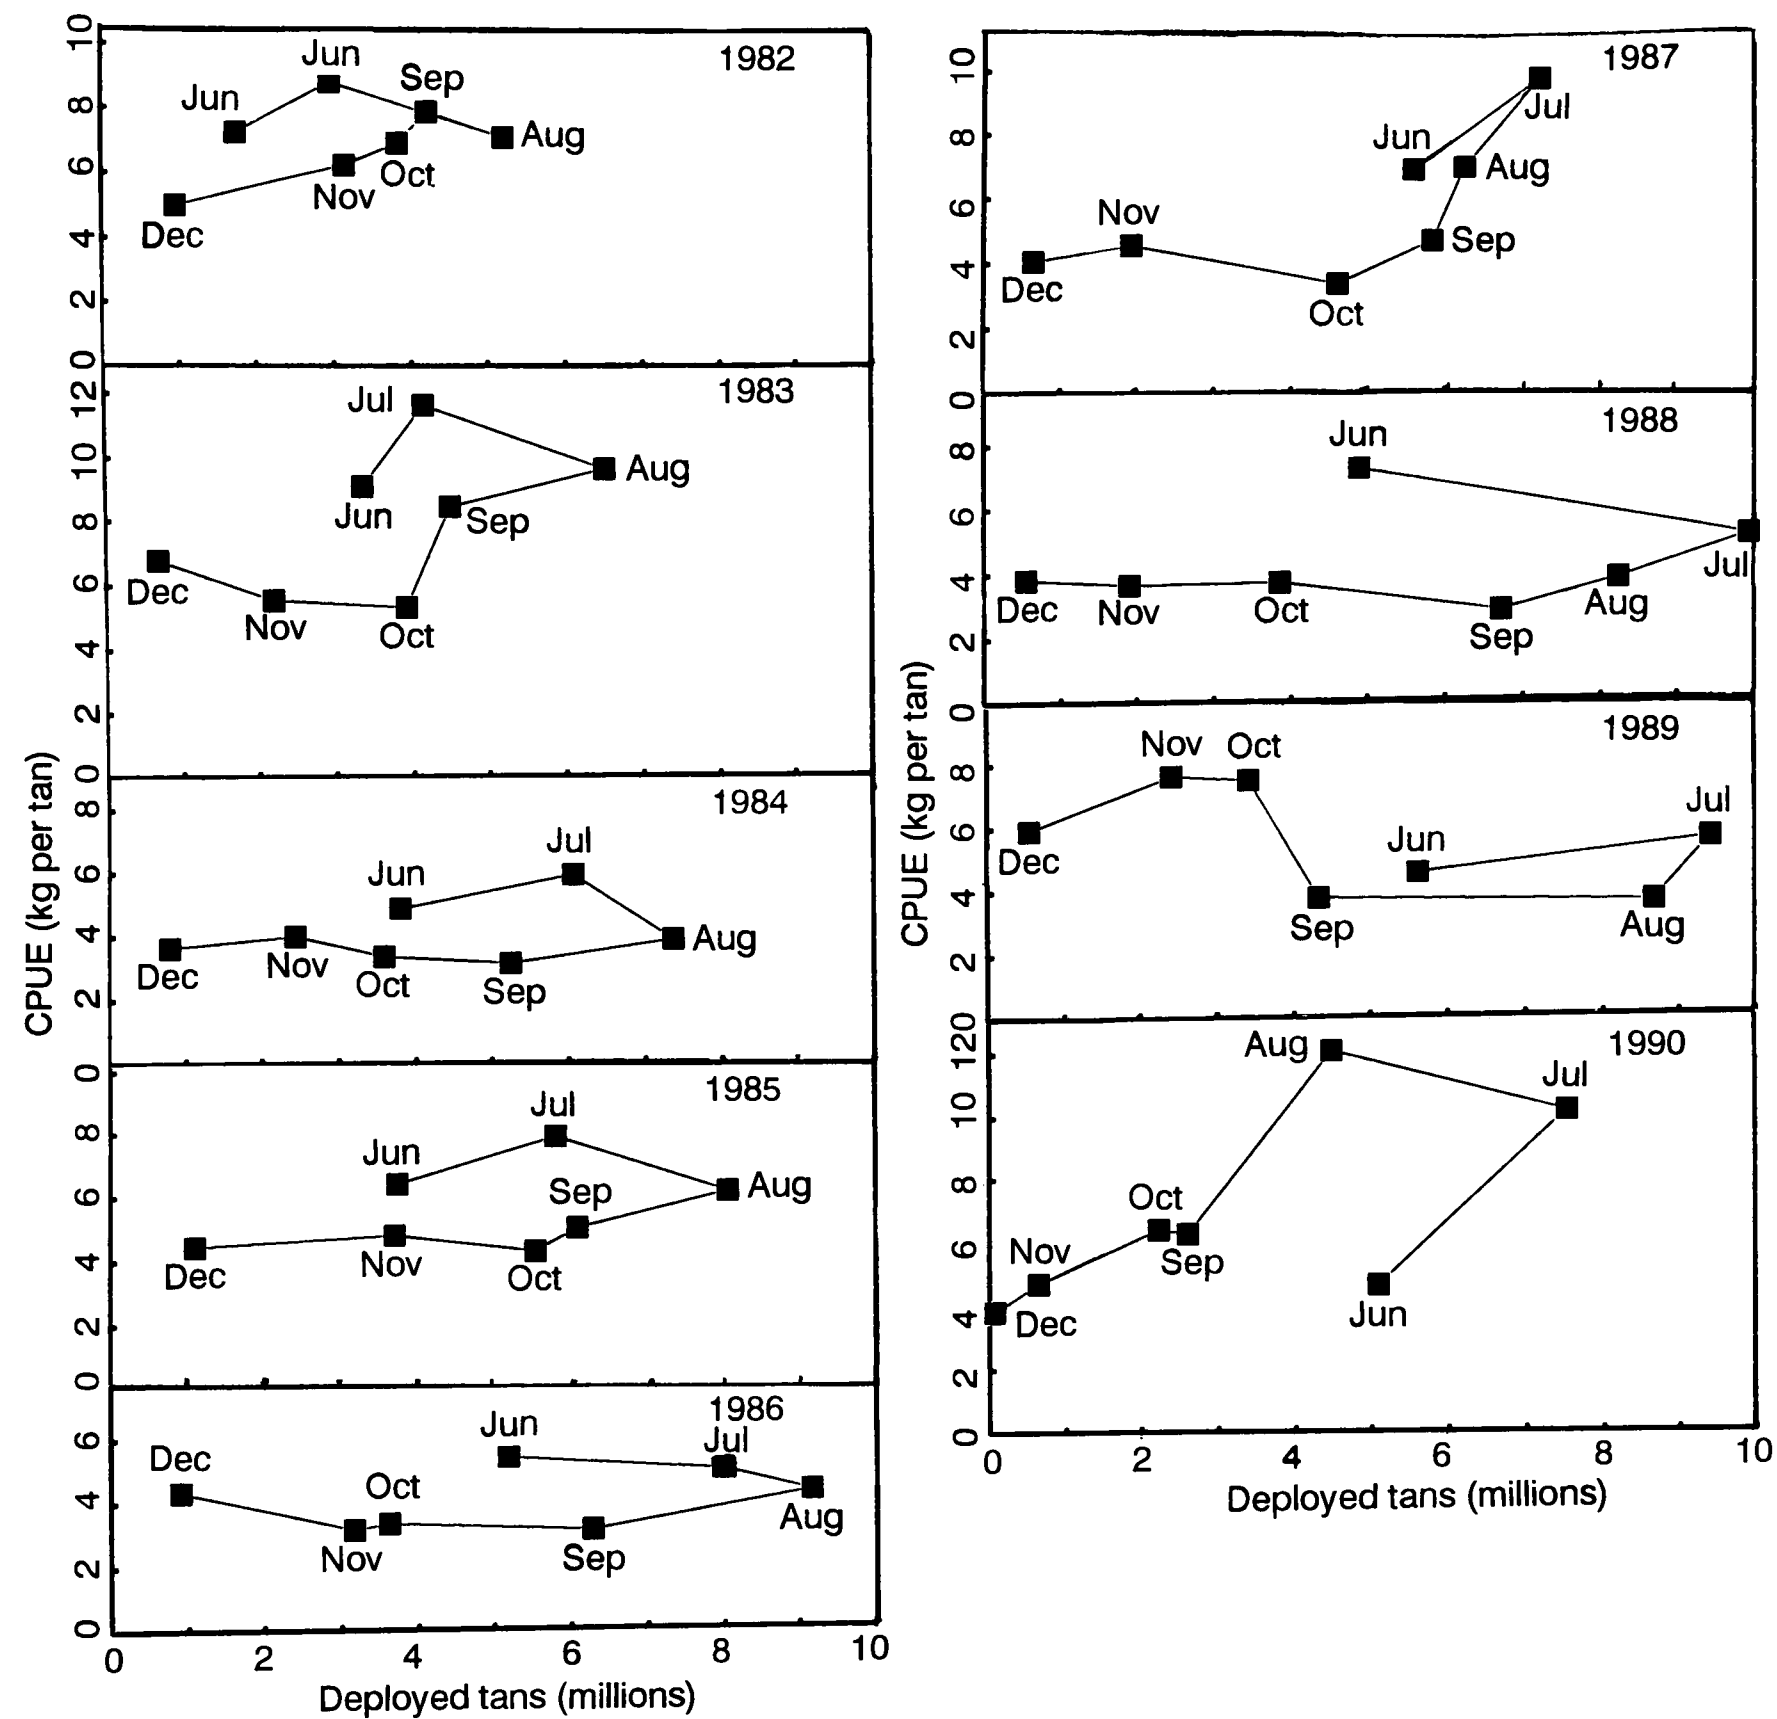 1982
10
8
6
4
2
0
Jun
Jun
Sep
Aug
Oct
Nov
Dec
1983
12
10
8
6
4
2
0
Jul
Aug
Jun
Sep
Dec
Nov
Oct
1984
8
6
4
2
0
Jul
Jun
Aug
Dec
Nov
Oct
Sep
1985
8
6
4
2
0
Jul
Jun
Sep
Aug
Dec
Nov
Oct
1986
6
4
2
0
Jun
Jul
Dec
Oct
Aug
Nov
Sep
0 2 4 6 8 10
Deployed tans (millions)
CPUE (kg per tan)
1987
10
8
6
4
2
0
Jul
Jun
Aug
Nov
Sep
Dec
Oct
1988
8
6
4
2
0
Jun
Jul
Dec
Nov
Oct
Aug
Sep
1989
8
6
4
2
0
Nov
Oct
Jul
Jun
Dec
Sep
Aug
1990
12
10
8
6
4
2
0
Aug
Jul
Oct
Nov
Sep
Dec
Jun
0 2 4 6 8 10
Deployed tans (millions)
CPUE (kg per tan)